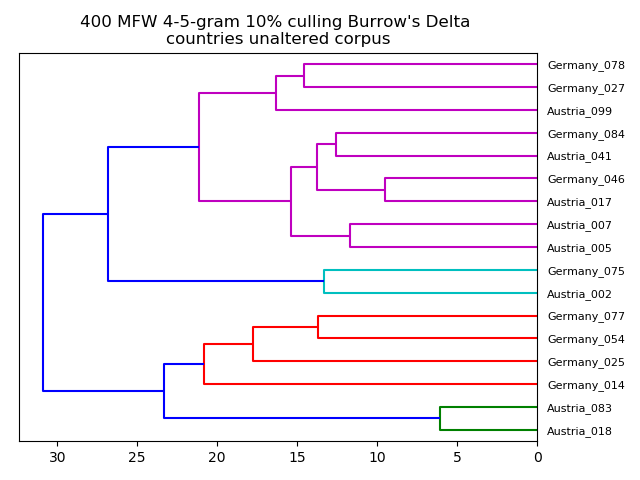 400 MFW 4-5-gram 10% culling Burrow's Delta
countries unaltered corpus
Germany_078
Germany_027
Austria_099
Germany_084
Austria_041
Germany_046
Austria_017
Austria_007
Austria_005
Germany_075
Austria_002
Germany_077
Germany_054
Germany_025
Germany_014
Austria_083
Austria_018
30 25 20 15 10 5 0